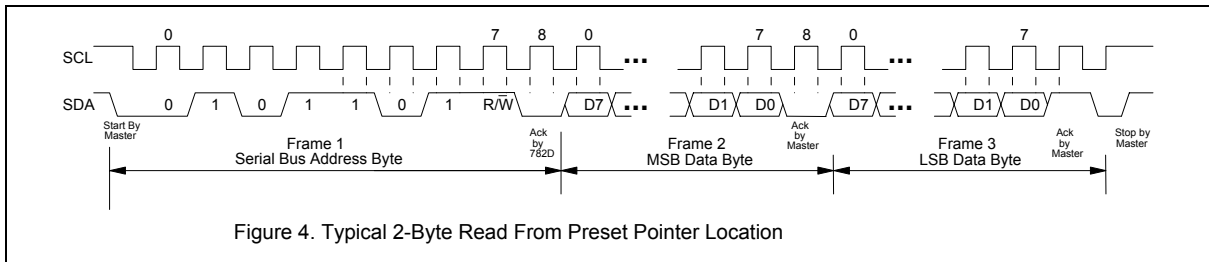 0 7 8 0 7 8 0 7
SCL ... ...
SDA 0 1 0 1 1 0 1 R/W̅ D7 ... D1 D0 D7 ... D1 D0
Start By Master
Frame 1
Serial Bus Address Byte
Ack by 782D
Frame 2
MSB Data Byte
Ack by Master
Frame 3
LSB Data Byte
Ack by Master
Stop by Master
Figure 4. Typical 2-Byte Read From Preset Pointer Location